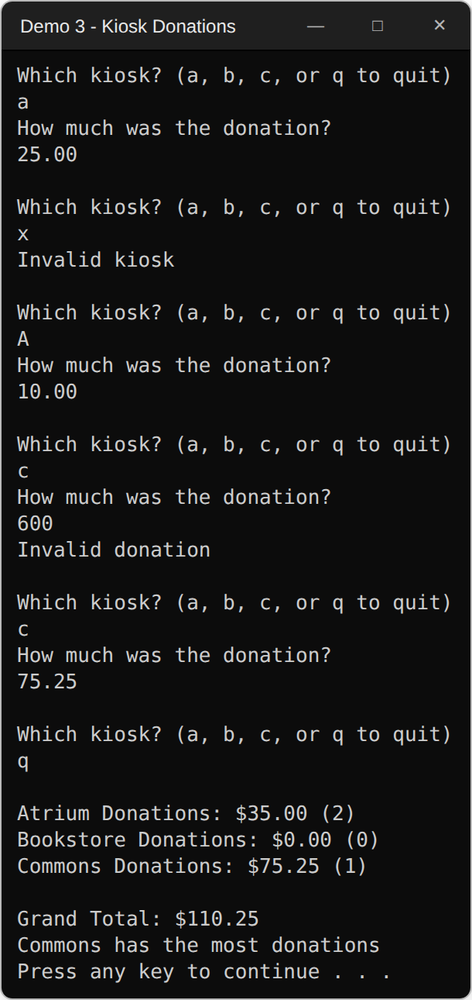 Demo 3 - Kiosk Donations
Which kiosk? (a, b, c, or q to quit)
a
How much was the donation?
25.00
Which kiosk? (a, b, c, or q to quit)
x
Invalid kiosk
Which kiosk? (a, b, c, or q to quit)
A
How much was the donation?
10.00
Which kiosk? (a, b, c, or q to quit)
c
How much was the donation?
600
Invalid donation
Which kiosk? (a, b, c, or q to quit)
c
How much was the donation?
75.25
Which kiosk? (a, b, c, or q to quit)
q
Atrium Donations: $35.00 (2)
Bookstore Donations: $0.00 (0)
Commons Donations: $75.25 (1)
Grand Total: $110.25
Commons has the most donations
Press any key to continue . . .